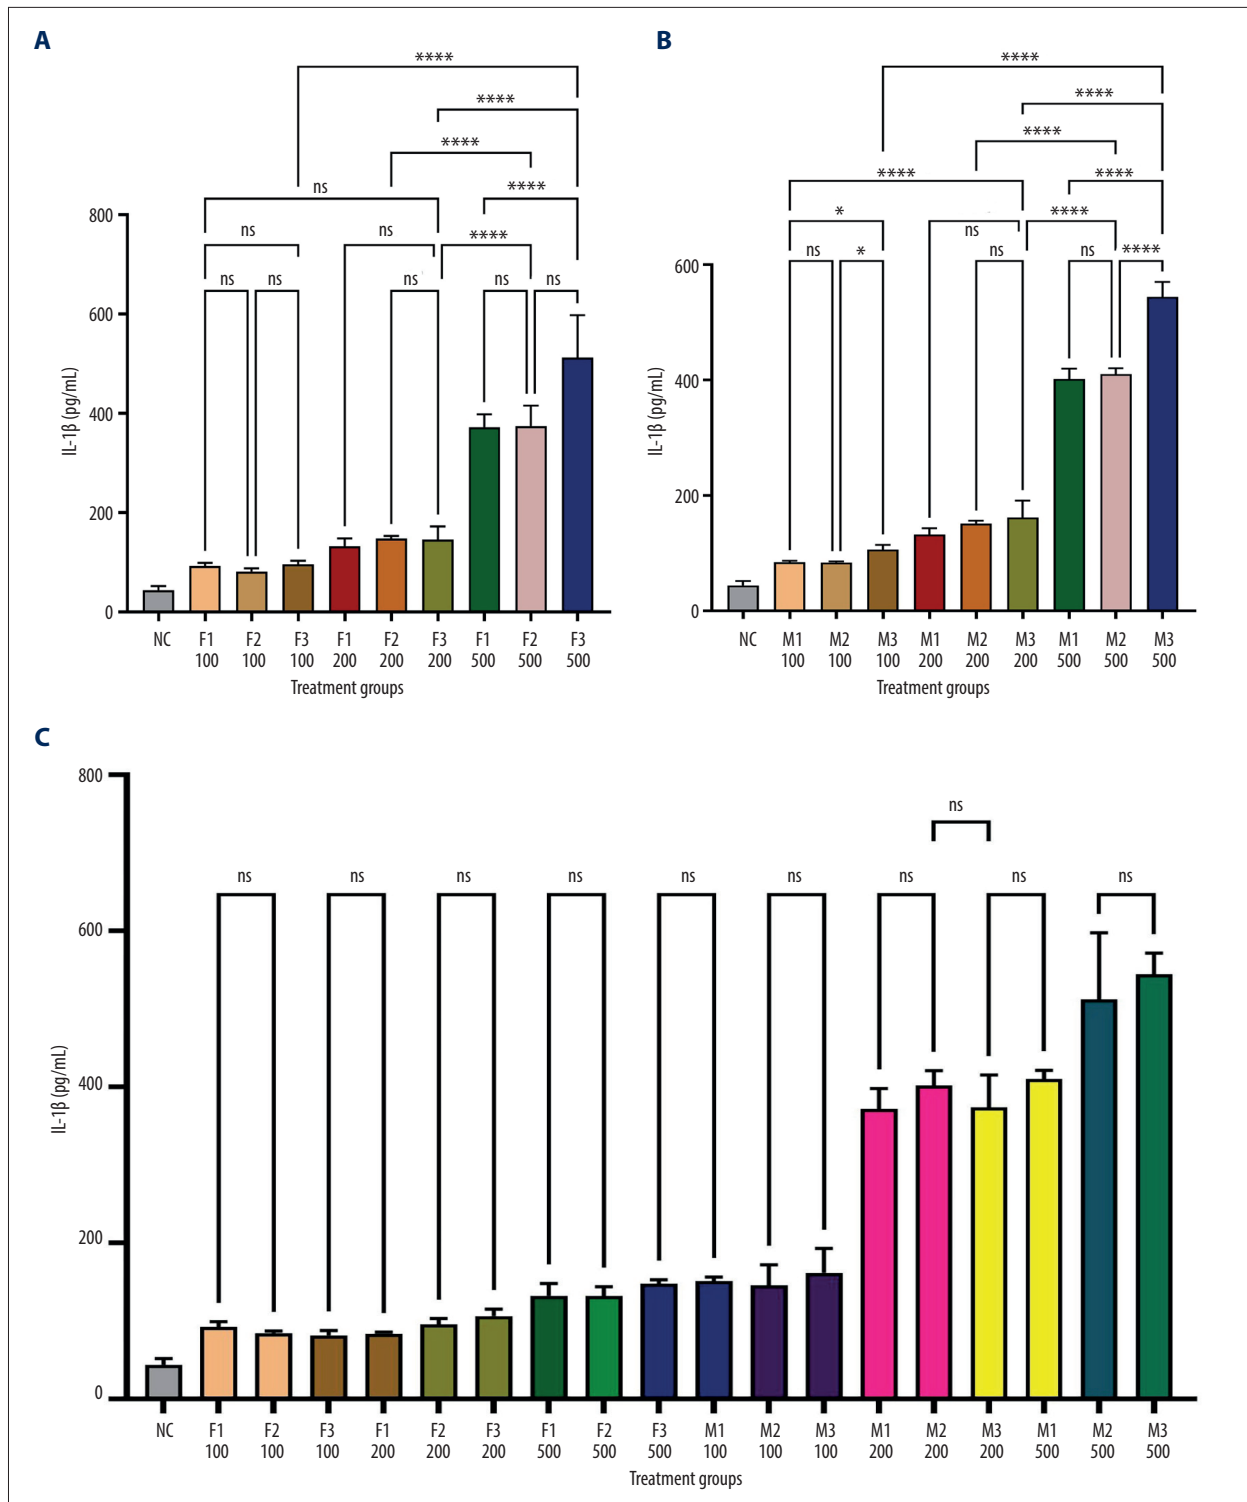 A
****
****
****
ns
****
ns
ns
****
ns
ns
ns
ns
ns
800
600
400
200
0
IL-1β (pg/mL)
NC
F1 100
F2 100
F3 100
F1 200
F2 200
F3 200
F1 500
F2 500
F3 500
Treatment groups
B
****
****
****
****
****
*
ns
****
ns
*
ns
ns
****
600
400
200
0
IL-1β (pg/mL)
NC
M1 100
M2 100
M3 100
M1 200
M2 200
M3 200
M1 500
M2 500
M3 500
Treatment groups
C
ns
ns
ns
ns
ns
ns
ns
ns
ns
ns
800
600
400
200
0
IL-1β (pg/mL)
NC
F1 100
F2 100
F3 100
F1 200
F2 200
F3 200
F1 500
F2 500
F3 500
M1 100
M2 100
M3 100
M1 200
M2 200
M3 200
M1 500
M2 500
M3 500
Treatment groups